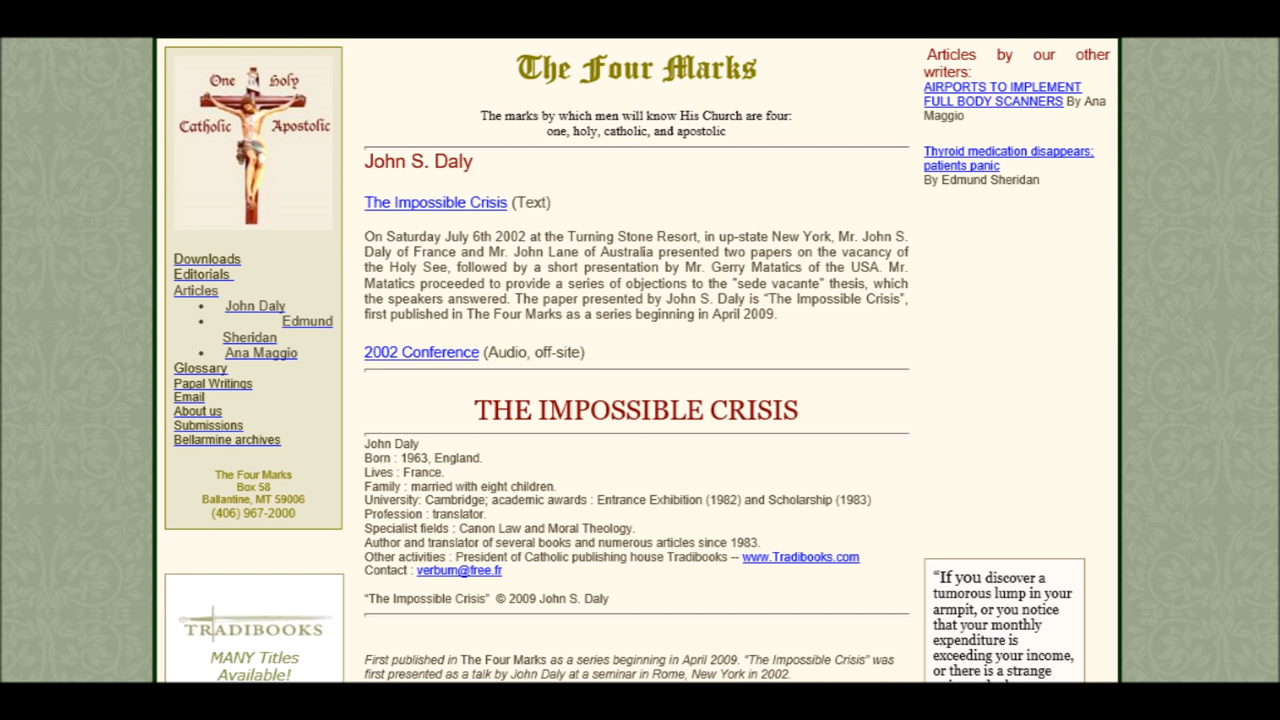 One Holy
Catholic Apostolic
Downloads
Editorials
Articles
• John Daly
• Edmund
Sheridan
• Ana Maggio
Glossary
Papal Writings
Email
About us
Submissions
Bellarmine archives
The Four Marks
Box 58
Ballantine, MT 59006
(406) 967-2000
TRADIBOOKS
MANY Titles
Available!
The Four Marks
The marks by which men will know His Church are four:
one, holy, catholic, and apostolic
John S. Daly
The Impossible Crisis (Text)
On Saturday July 6th 2002 at the Turning Stone Resort, in up-state New York, Mr. John S.
Daly of France and Mr. John Lane of Australia presented two papers on the vacancy of
the Holy See, followed by a short presentation by Mr. Gerry Matatics of the USA. Mr.
Matatics proceeded to provide a series of objections to the "sede vacante" thesis, which
the speakers answered. The paper presented by John S. Daly is “The Impossible Crisis”,
first published in The Four Marks as a series beginning in April 2009.
2002 Conference (Audio, off-site)
THE IMPOSSIBLE CRISIS
John Daly
Born : 1963, England.
Lives : France.
Family : married with eight children.
University: Cambridge; academic awards : Entrance Exhibition (1982) and Scholarship (1983)
Profession : translator.
Specialist fields : Canon Law and Moral Theology.
Author and translator of several books and numerous articles since 1983.
Other activities : President of Catholic publishing house Tradibooks – www.Tradibooks.com
Contact : verbum@free.fr
“The Impossible Crisis” © 2009 John S. Daly
First published in The Four Marks as a series beginning in April 2009. “The Impossible Crisis” was
first presented as a talk by John Daly at a seminar in Rome, New York in 2002.
Articles by our other
writers:
AIRPORTS TO IMPLEMENT
FULL BODY SCANNERS By Ana
Maggio
Thyroid medication disappears;
patients panic
By Edmund Sheridan
“If you discover a
tumorous lump in your
armpit, or you notice
that your monthly
expenditure is
exceeding your income,
or there is a strange